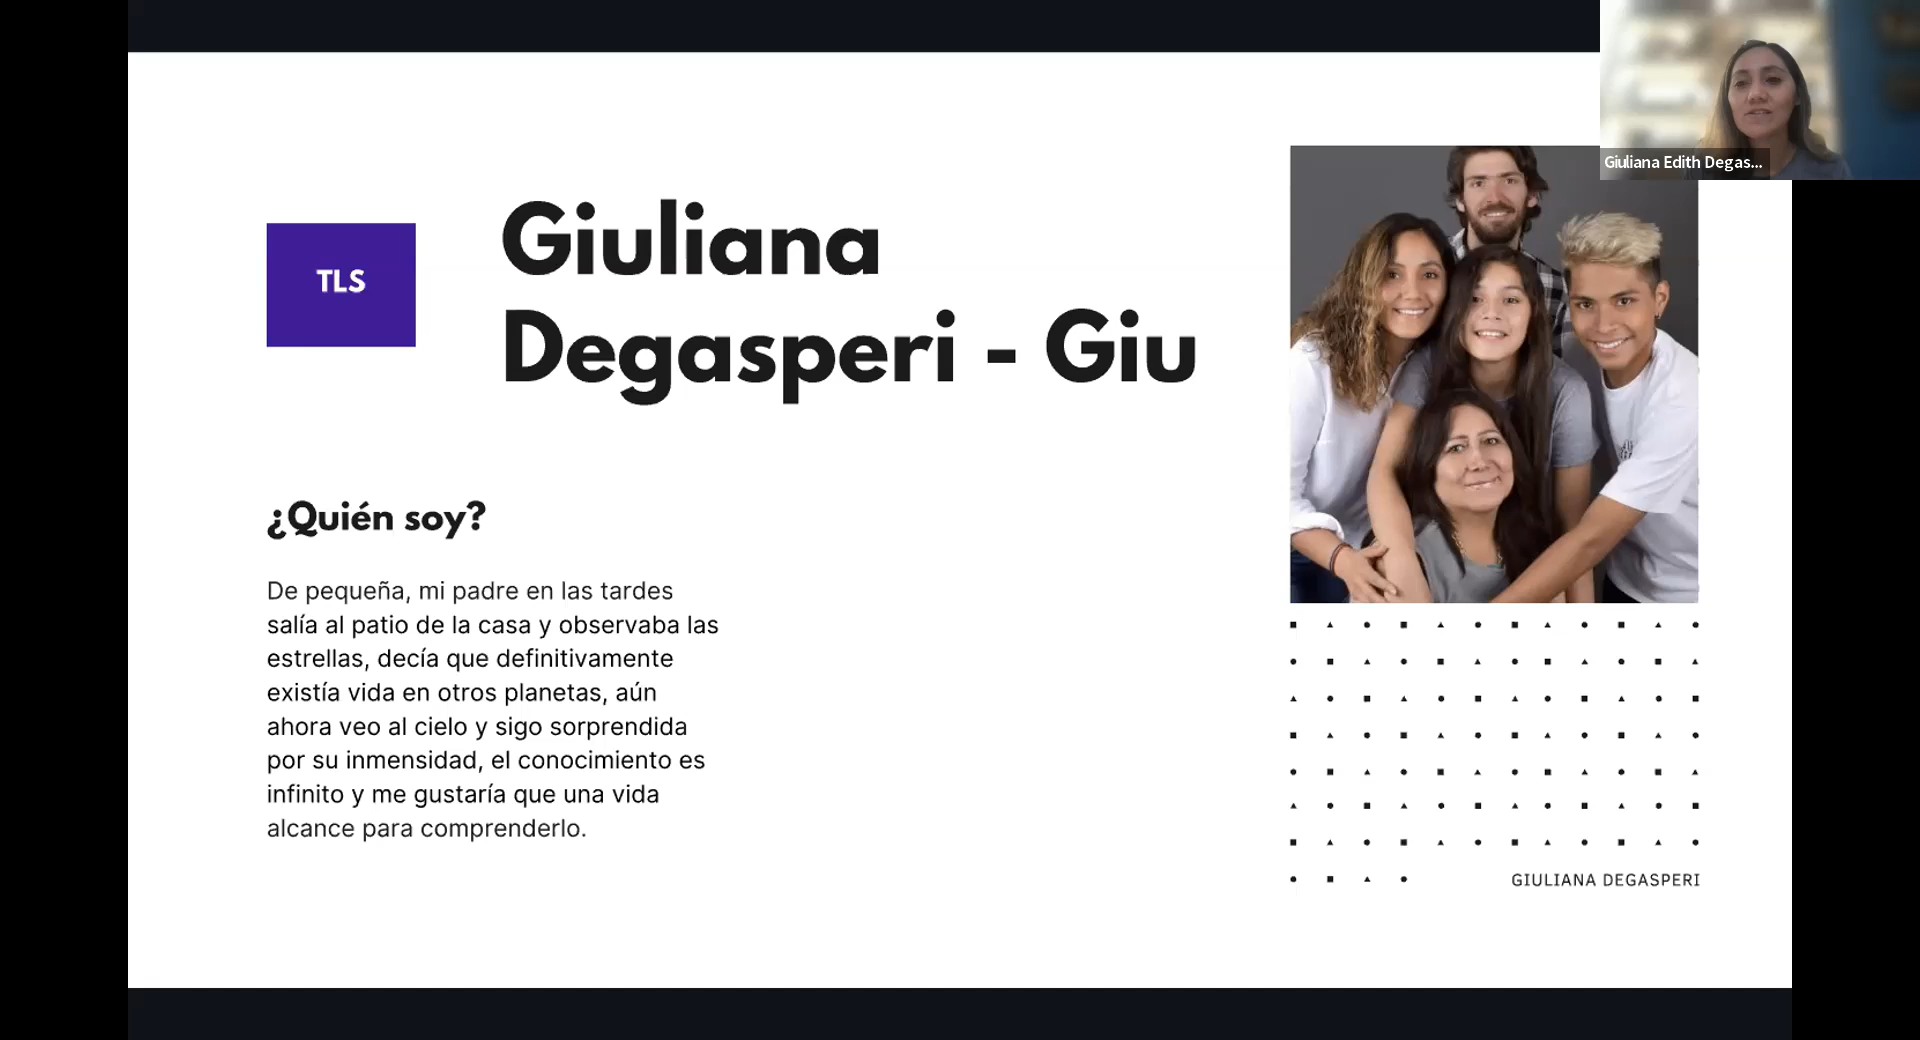 Giuliana Edith Degas...
TLS
Giuliana
Degasperi - Giu
¿Quién soy?
De pequeña, mi padre en las tardes
salía al patio de la casa y observaba las
estrellas, decía que definitivamente
existía vida en otros planetas, aún
ahora veo al cielo y sigo sorprendida
por su inmensidad, el conocimiento es
infinito y me gustaría que una vida
alcance para comprenderlo.
GIULIANA DEGASPERI